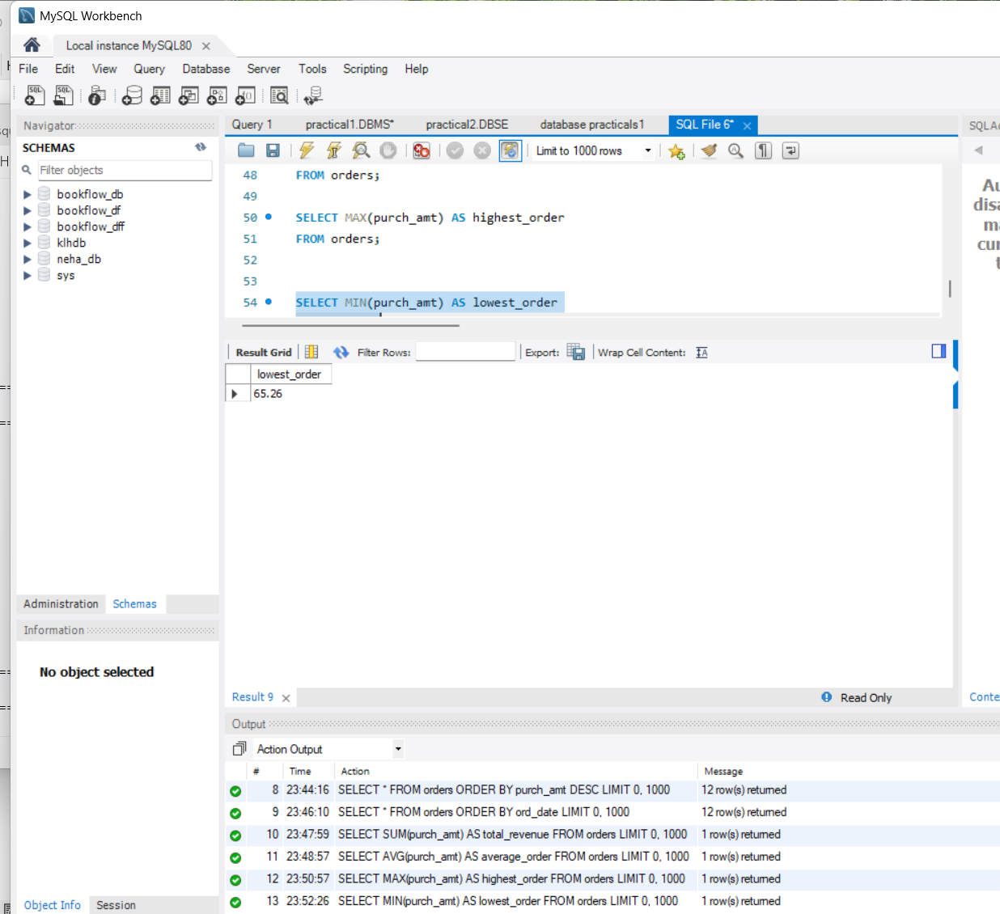 MySQL Workbench
Local instance MySQL80
File Edit View Query Database Server Tools Scripting Help
Navigator
SCHEMAS
Filter objects
bookflow_db
bookflow_df
bookflow_dff
klhdb
neha_db
sys
Administration Schemas
Information
No object selected
Object Info Session
Query 1 practical1.DBMS* practical2.DBSE database practicals1 SQL File 6*
Limit to 1000 rows
48 FROM orders;
49
50 SELECT MAX(purch_amt) AS highest_order
51 FROM orders;
52
53
54 SELECT MIN(purch_amt) AS lowest_order
Result Grid Filter Rows: Export: Wrap Cell Content:
lowest_order
65.26
Result 9 Read Only
Output
Action Output
# Time Action Message
8 23:44:16 SELECT * FROM orders ORDER BY purch_amt DESC LIMIT 0, 1000 12 row(s) returned
9 23:46:10 SELECT * FROM orders ORDER BY ord_date LIMIT 0, 1000 12 row(s) returned
10 23:47:59 SELECT SUM(purch_amt) AS total_revenue FROM orders LIMIT 0, 1000 1 row(s) returned
11 23:48:57 SELECT AVG(purch_amt) AS average_order FROM orders LIMIT 0, 1000 1 row(s) returned
12 23:50:57 SELECT MAX(purch_amt) AS highest_order FROM orders LIMIT 0, 1000 1 row(s) returned
13 23:52:26 SELECT MIN(purch_amt) AS lowest_order FROM orders LIMIT 0, 1000 1 row(s) returned